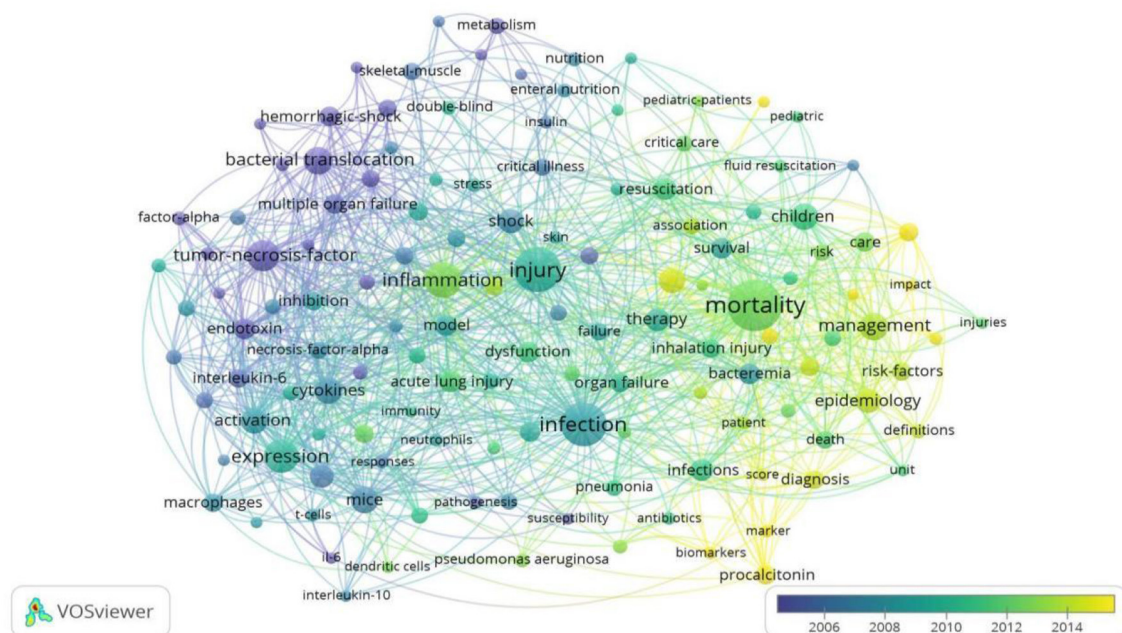 metabolism
nutrition
skeletal-muscle
enteral nutrition
pediatric-patients
double-blind
hemorrhagic-shock
insulin
pediatric
critical care
bacterial translocation
critical illness
fluid resuscitation
stress
resuscitation
multiple organ failure
factor-alpha
shock
children
association
skin
survival
care
risk
tumor-necrosis-factor
injury
inflammation
impact
mortality
inhibition
therapy
management
injuries
endotoxin
model
failure
necrosis-factor-alpha
dysfunction
inhalation injury
interleukin-6
cytokines
acute lung injury
organ failure
bacteremia
risk-factors
epidemiology
immunity
activation
infection
patient
definitions
neutrophils
death
expression
responses
infections
score
diagnosis
unit
pneumonia
macrophages
mice
pathogenesis
t-cells
susceptibility
antibiotics
marker
il-6
dendritic cells
pseudomonas aeruginosa
biomarkers
procalcitonin
interleukin-10
VOSviewer
2006 2008 2010 2012 2014